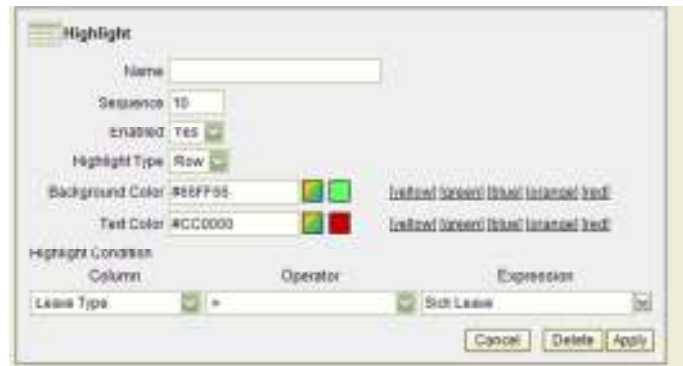 Highlight
Name
Sequence 10
Enabled Yes
Highlight Type Row
Background Color #66FF66 [yellow] [green] [blue] [orange] [red]
Text Color #CC0000 [yellow] [green] [blue] [orange] [red]
Highlight Condition
Column Operator Expression
Leave Type = Sick Leave
Cancel Delete Apply